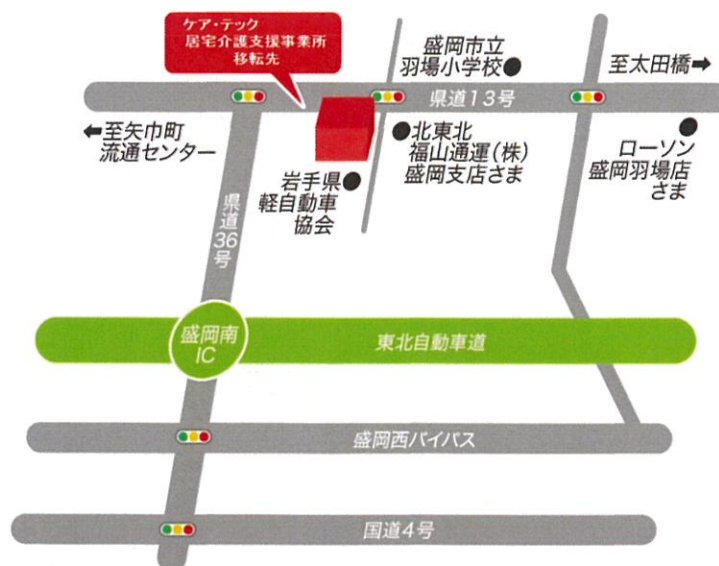 ケア・テック
居宅介護支援事業所
移転先
盛岡市立
羽場小学校●
至太田橋➡
県道13号
⬅至矢巾町
流通センター
●北東北
福山通運(株)
盛岡支店さま
ローソン
盛岡羽場店
さま
岩手県●
軽自動車
協会
県道36号
盛岡南
IC
東北自動車道
盛岡西バイパス
国道4号